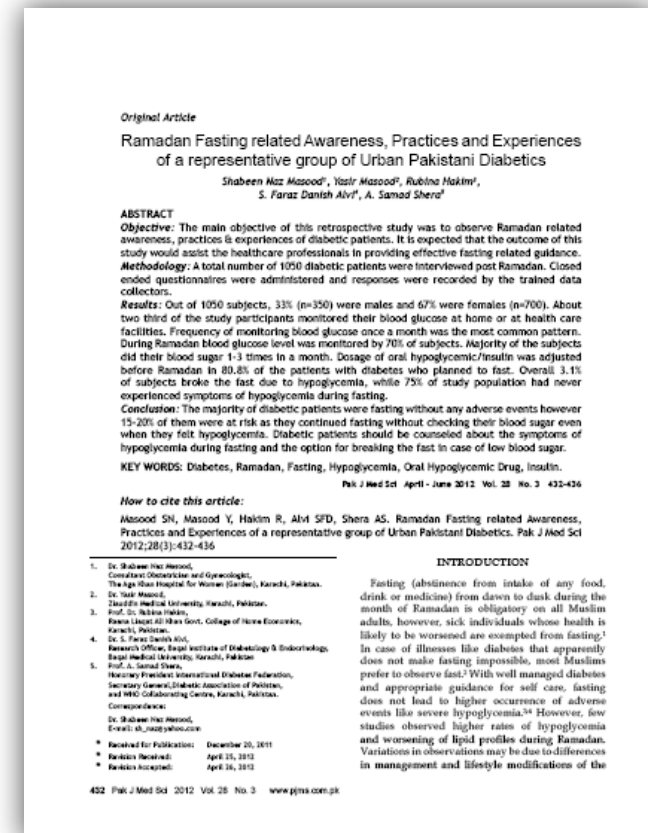 Original Article
Ramadan Fasting related Awareness, Practices and Experiences
of a representative group of Urban Pakistani Diabetics
Shabeen Naz Masood¹, Yasir Masood², Rubina Hakim³,
S. Faraz Danish Alvi⁴, A. Samad Shera⁵
ABSTRACT
Objective: The main objective of this retrospective study was to observe Ramadan related
awareness, practices & experiences of diabetic patients. It is expected that the outcome of this
study would assist the healthcare professionals in providing effective fasting related guidance.
Methodology: A total number of 1050 diabetic patients were interviewed post Ramadan. Closed
ended questionnaires were administered and responses were recorded by the trained data
collectors.
Results: Out of 1050 subjects, 33% (n=350) were males and 67% were females (n=700). About
two third of the study participants monitored their blood glucose at home or at health care
facilities. Frequency of monitoring blood glucose once a month was the most common pattern.
During Ramadan blood glucose level was monitored by 70% of subjects. Majority of the subjects
did their blood sugar 1-3 times in a month. Dosage of oral hypoglycemic/insulin was adjusted
before Ramadan in 80.8% of the patients with diabetes who planned to fast. Overall 3.1%
of subjects broke the fast due to hypoglycemia, while 75% of study population had never
experienced symptoms of hypoglycemia during fasting.
Conclusion: The majority of diabetic patients were fasting without any adverse events however
15-20% of them were at risk as they continued fasting without checking their blood sugar even
when they felt hypoglycemia. Diabetic patients should be counseled about the symptoms of
hypoglycemia during fasting and the option for breaking the fast in case of low blood sugar.
KEY WORDS: Diabetes, Ramadan, Fasting, Hypoglycemia, Oral Hypoglycemic Drug, Insulin.
Pak J Med Sci April - June 2012 Vol. 28 No. 3 432-436
How to cite this article:
Masood SN, Masood Y, Hakim R, Alvi SFD, Shera AS. Ramadan Fasting related Awareness,
Practices and Experiences of a representative group of Urban Pakistani Diabetics. Pak J Med Sci
2012;28(3):432-436
1. Dr. Shabeen Naz Masood,
Consultant Obstetrician and Gynecologist,
The Aga Khan Hospital for Women (Garden), Karachi, Pakistan.
2. Dr. Yasir Masood,
Ziauddin Medical University, Karachi, Pakistan.
3. Prof. Dr. Rubina Hakim,
Raana Liaqat Ali Khan Govt. College of Home Economics,
Karachi, Pakistan.
4. Dr. S. Faraz Danish Alvi,
Research Officer, Baqai Institute of Diabetology & Endocrinology,
Baqai Medical University, Karachi, Pakistan
5. Prof. A. Samad Shera,
Honorary President International Diabetes Federation,
Secretary General, Diabetic Association of Pakistan,
and WHO Collaborating Centre, Karachi, Pakistan.
Correspondence:
Dr. Shabeen Naz Masood,
E-mail: sh_naz@yahoo.com
* Received for Publication: December 20, 2011
* Revision Received: April 25, 2012
* Revision Accepted: April 26, 2012
INTRODUCTION
Fasting (abstinence from intake of any food,
drink or medicine) from dawn to dusk during the
month of Ramadan is obligatory on all Muslim
adults, however, sick individuals whose health is
likely to be worsened are exempted from fasting.¹
In case of illnesses like diabetes that apparently
does not make fasting impossible, most Muslims
prefer to observe fast.² With well managed diabetes
and appropriate guidance for self care, fasting
does not lead to higher occurrence of adverse
events like severe hypoglycemia.³,⁴ However, few
studies observed higher rates of hypoglycemia
and worsening of lipid profiles during Ramadan.
Variations in observations may be due to differences
in management and lifestyle modifications of the
432 Pak J Med Sci 2012 Vol. 28 No. 3 www.pjms.com.pk